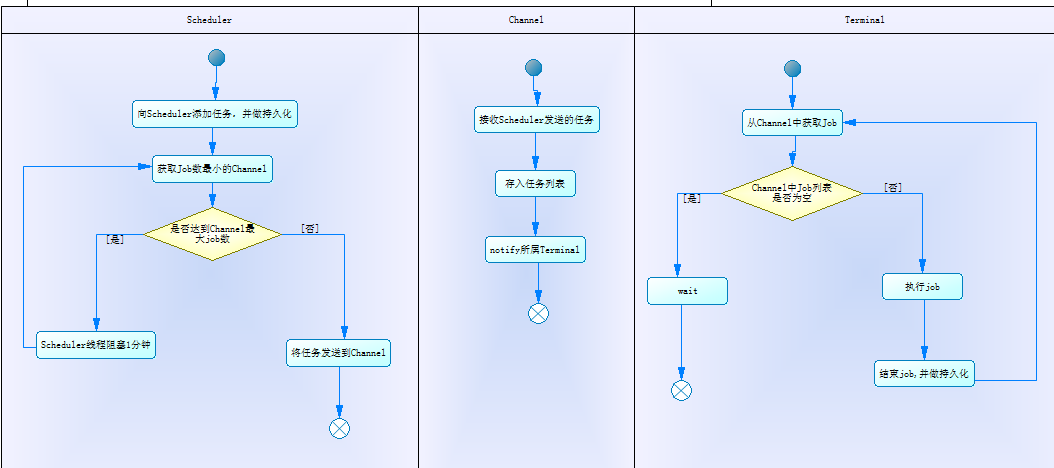 Scheduler
向Scheduler添加任务，并做持久化
获取Job数最小的Channel
是否达到Channel最
大job数
[是]
[否]
Scheduler线程阻塞1分钟
将任务发送到Channel
Channel
接收Scheduler发送的任务
存入任务列表
notify所属Terminal
Terminal
从Channel中获取Job
Channel中Job列表
是否为空
[是]
[否]
wait
执行job
结束job,并做持久化